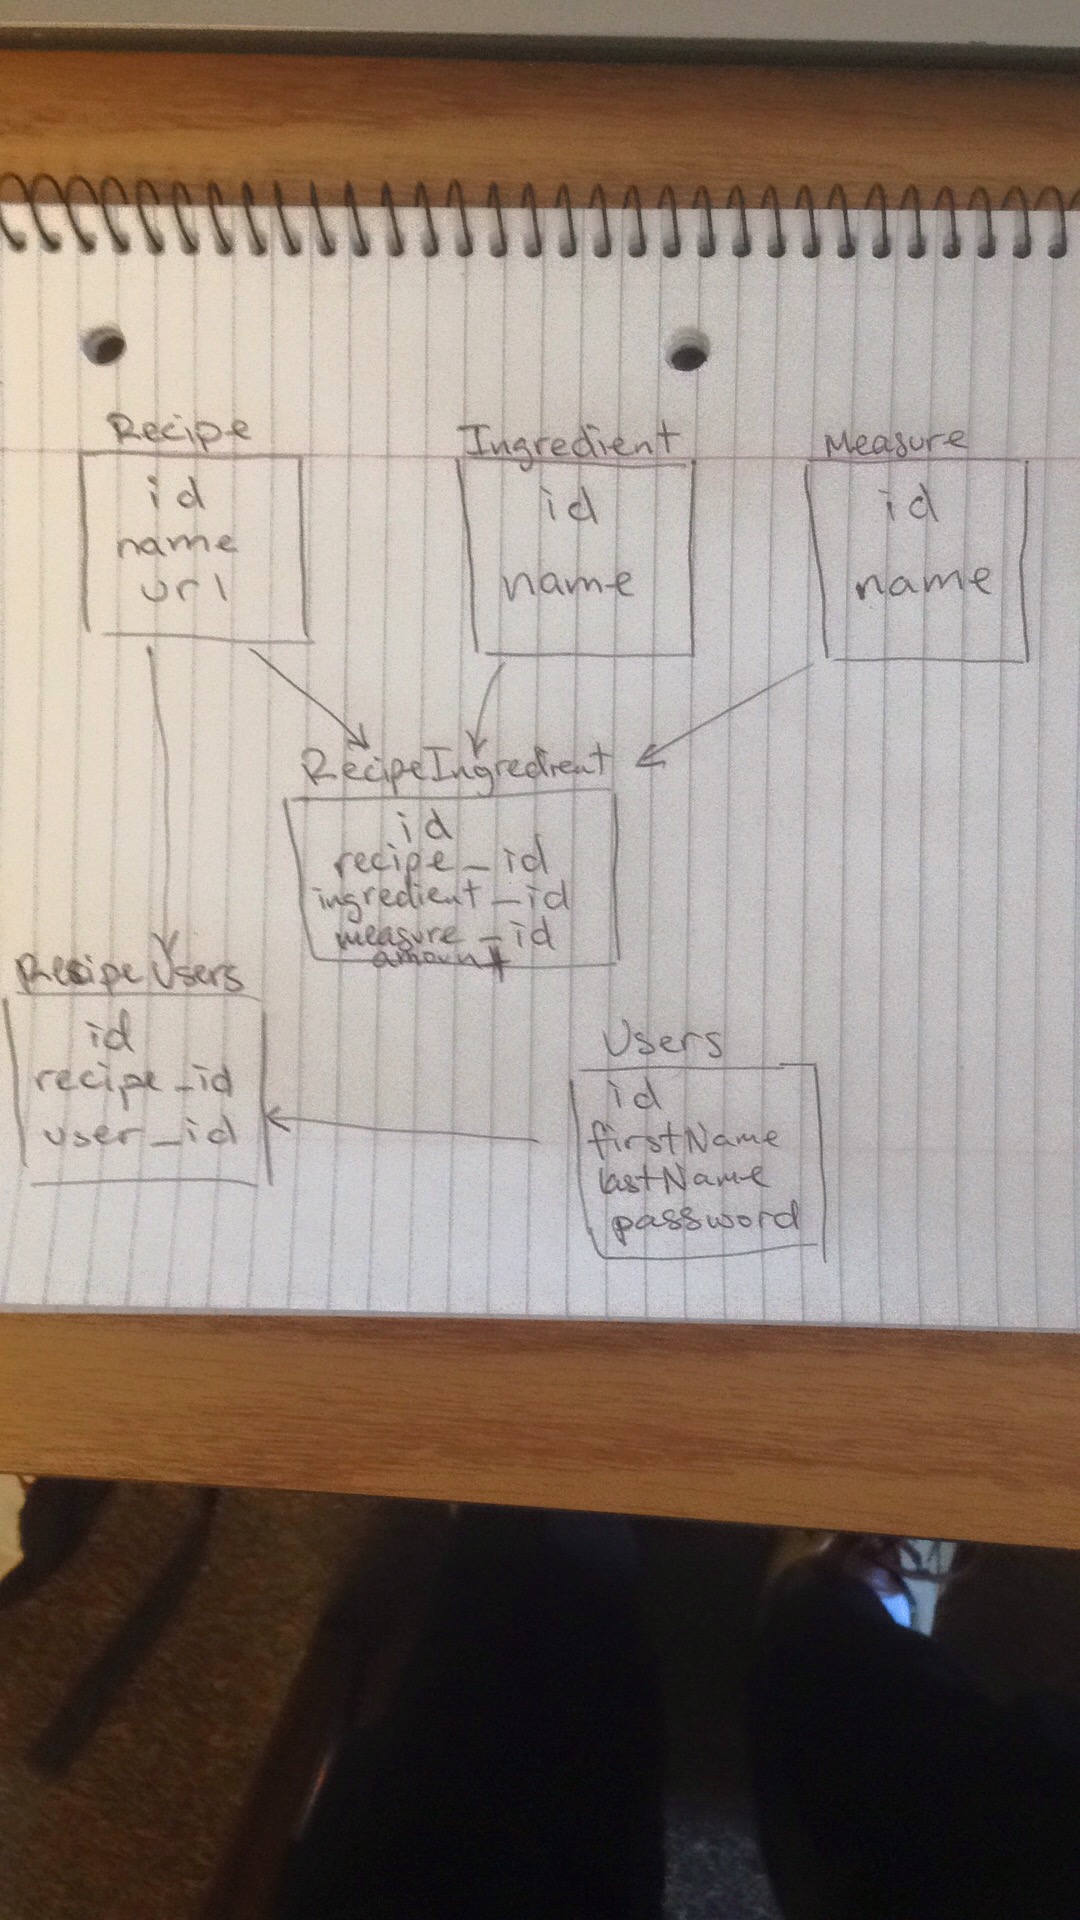 Recipe
id
name
url
Ingredient
id
name
Measure
id
name
RecipeIngredient
id
recipe_id
ingredient_id
measure_id
amount
RecipeUsers
id
recipe_id
user_id
Users
id
firstName
lastName
password